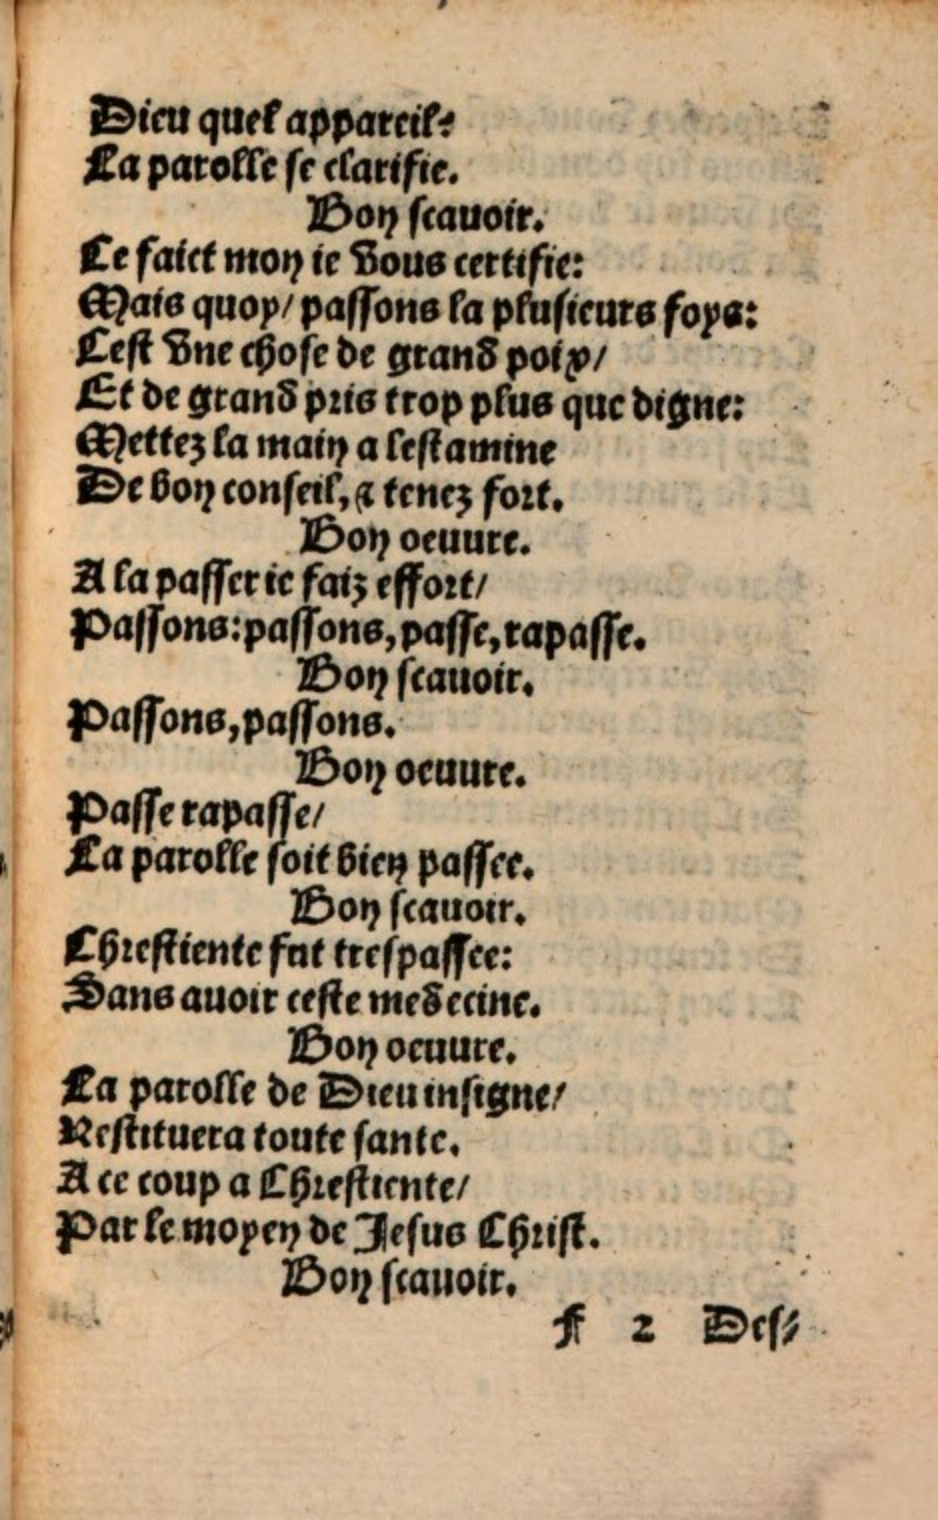 Dieu quel appareil?
La parolle se clarifie.
Bon scauoir.
Ce faict mon ie vous certifie:
Mais quoy/ passons la plusieurs foys:
Cest vne chose de grand poix/
Et de grand pris trop plus que digne:
Mettez la main a lestamine
De bon conseil, & tenez fort.
Bon oeuure.
A la passer ie faiz effort/
Passons: passons, passe, rapasse.
Bon scauoir.
Passons, passons.
Bon oeuure.
Passe rapasse/
La parolle soit bien passee.
Bon scauoir.
Chrestiente fut trespassee:
Sans auoir ceste medecine.
Bon oeuure.
La parolle de Dieu insigne/
Restituera toute sante.
A ce coup a Chrestiente/
Par le moyen de Jesus Christ.
Bon scauoir.
f 2 Des/